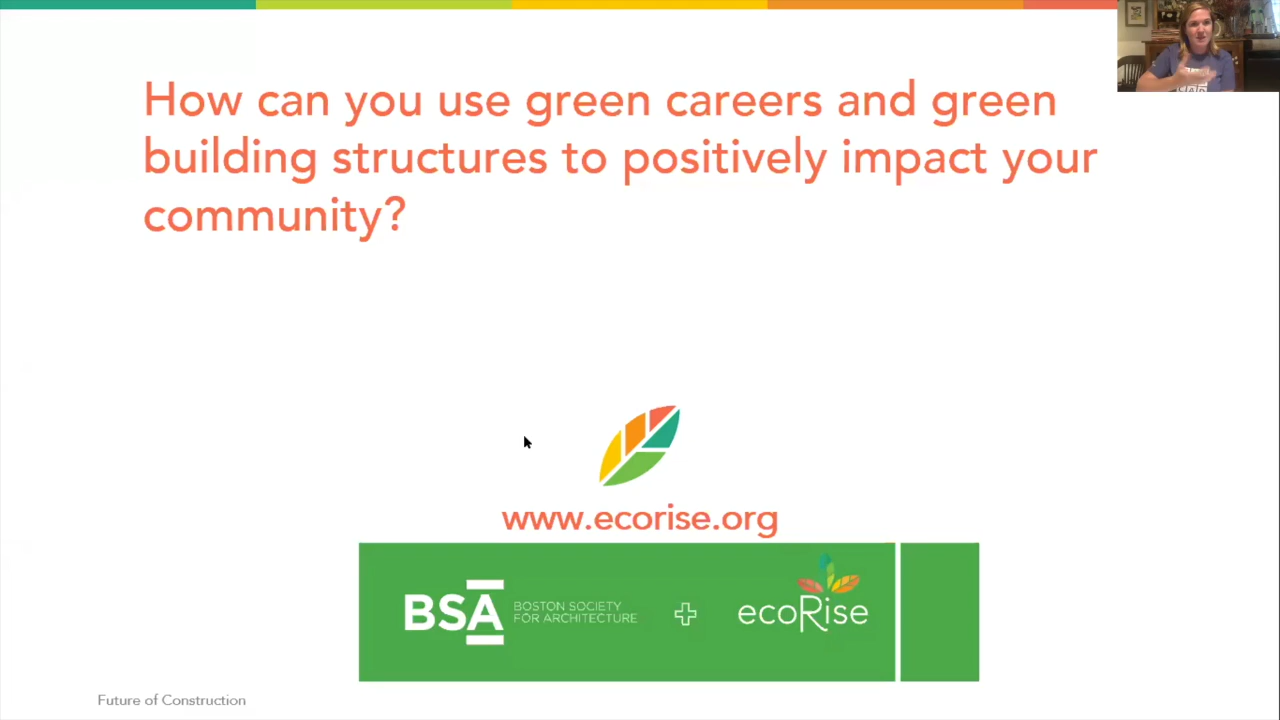 How can you use green careers and green
building structures to positively impact your
community?
www.ecorise.org
BSA
BOSTON SOCIETY
FOR ARCHITECTURE
ecoRise
Future of Construction